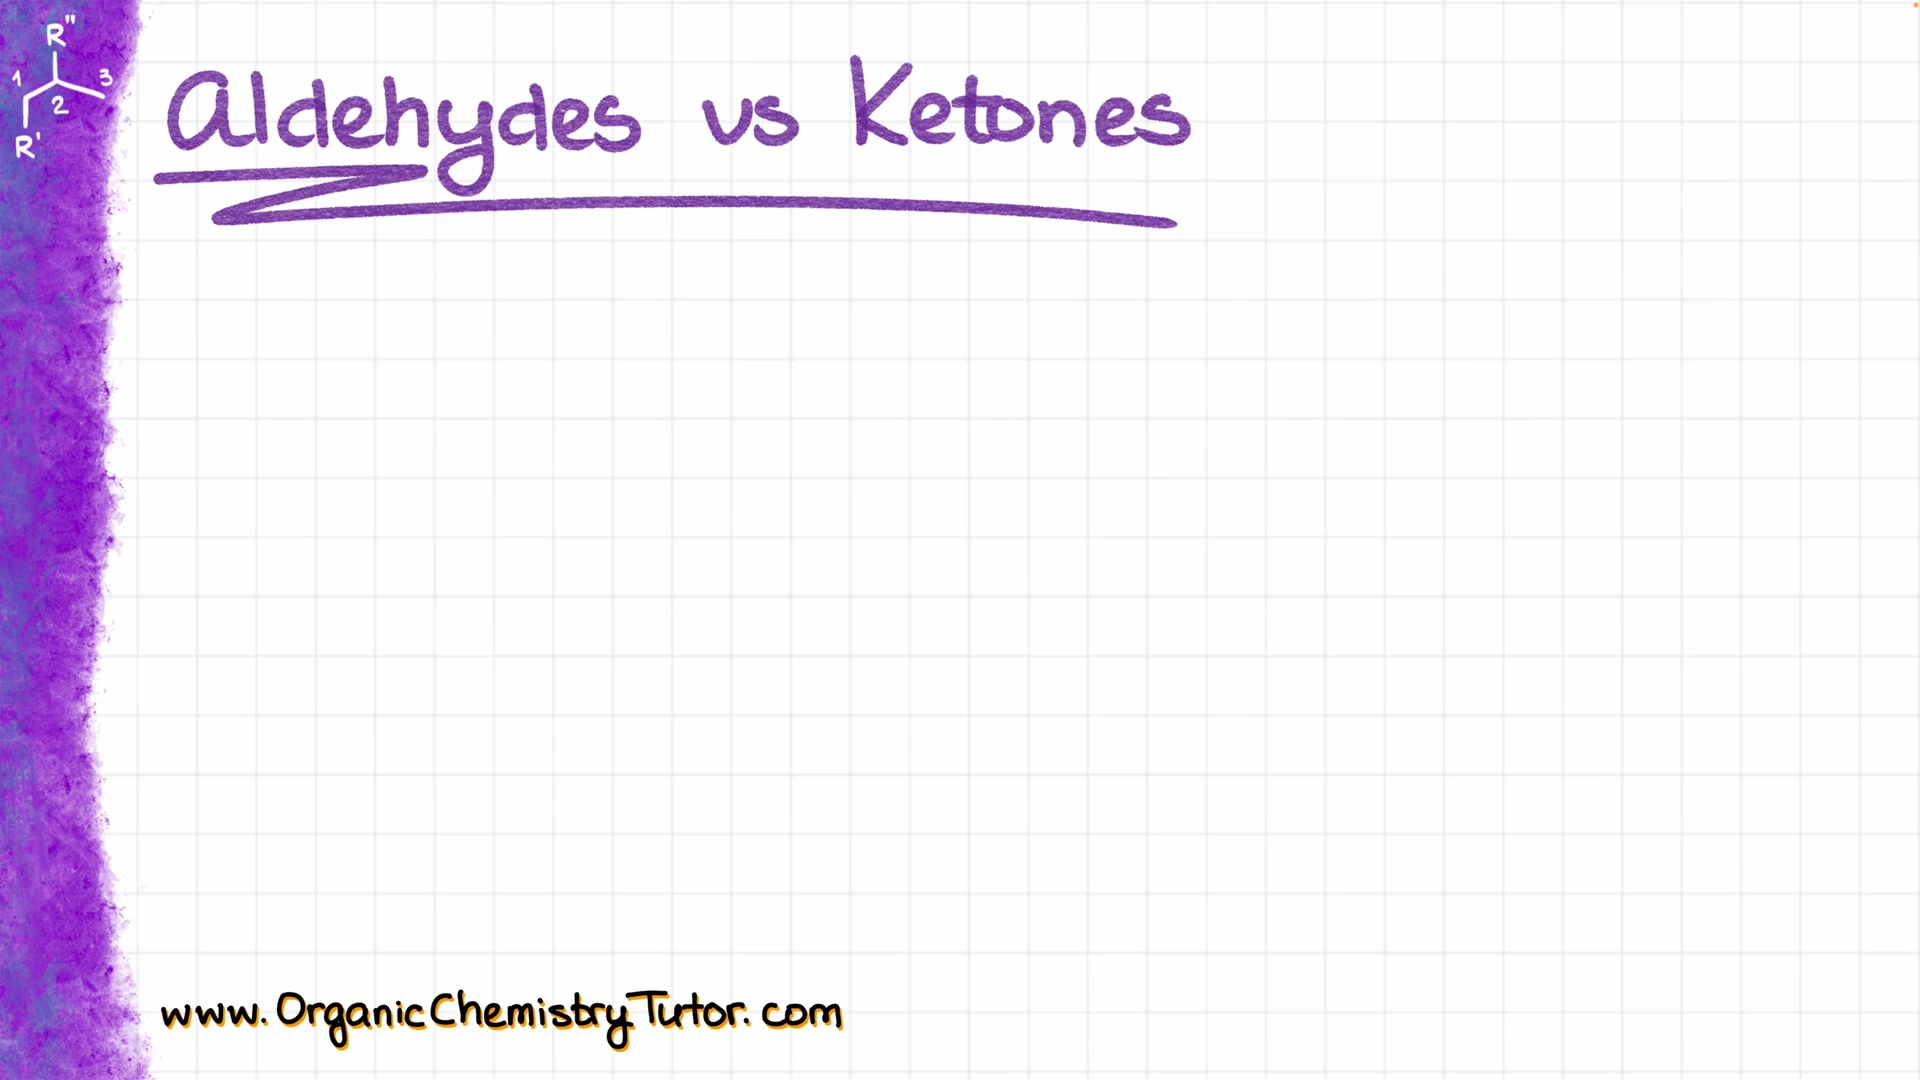 R"
1 3
2
R'
Aldehydes vs Ketones
www.OrganicChemistryTutor.com